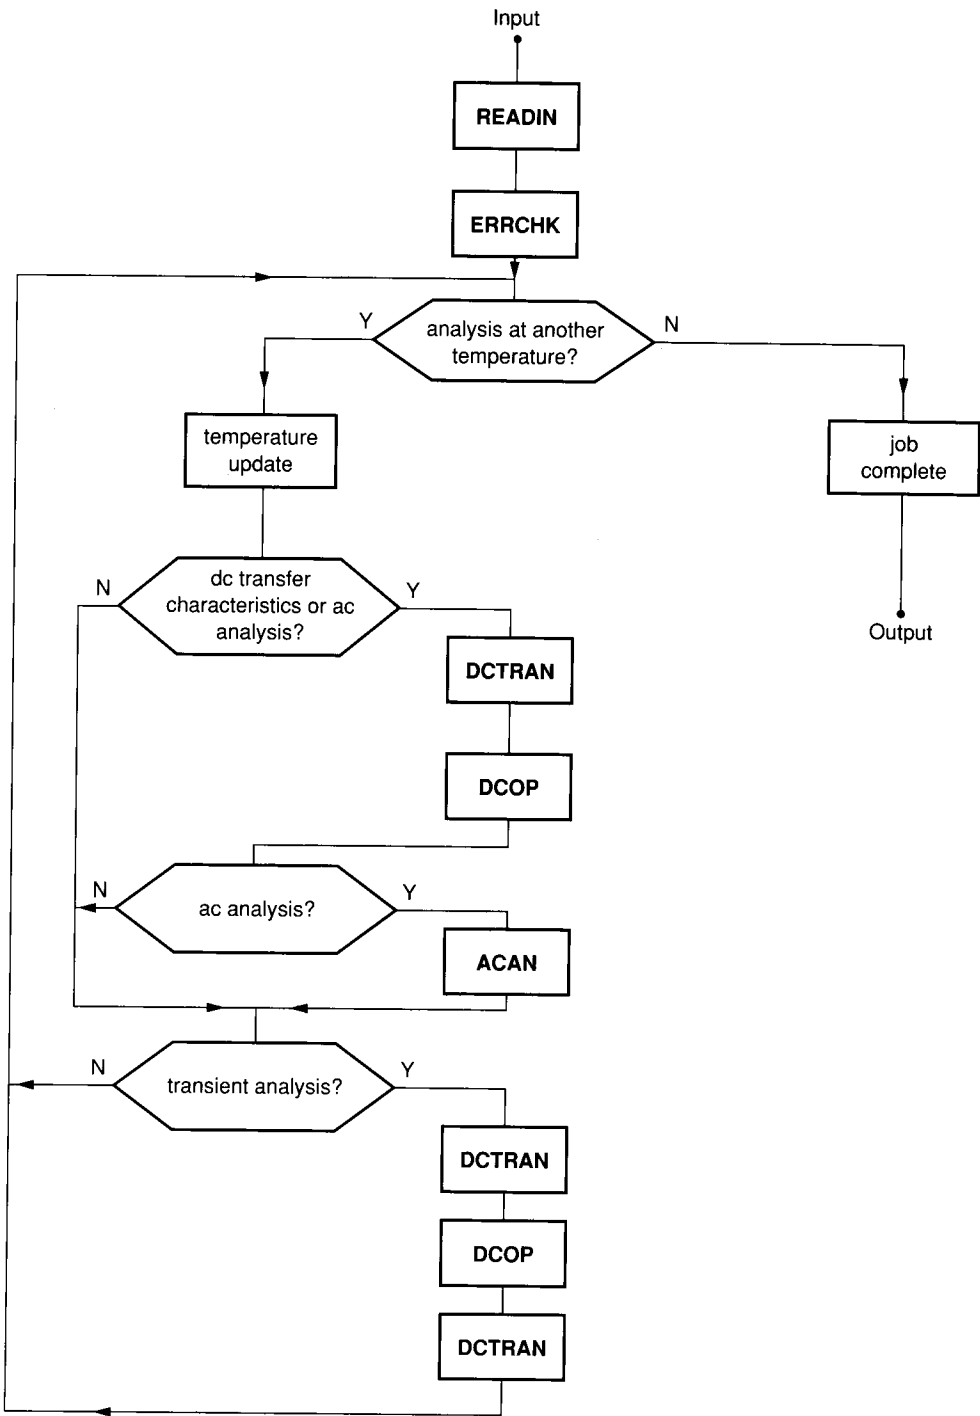 Input
READIN
ERRCHK
Y
analysis at another
temperature?
N
temperature
update
job
complete
N
dc transfer
characteristics or ac
analysis?
Y
Output
DCTRAN
DCOP
N
ac analysis?
Y
ACAN
N
transient analysis?
Y
DCTRAN
DCOP
DCTRAN